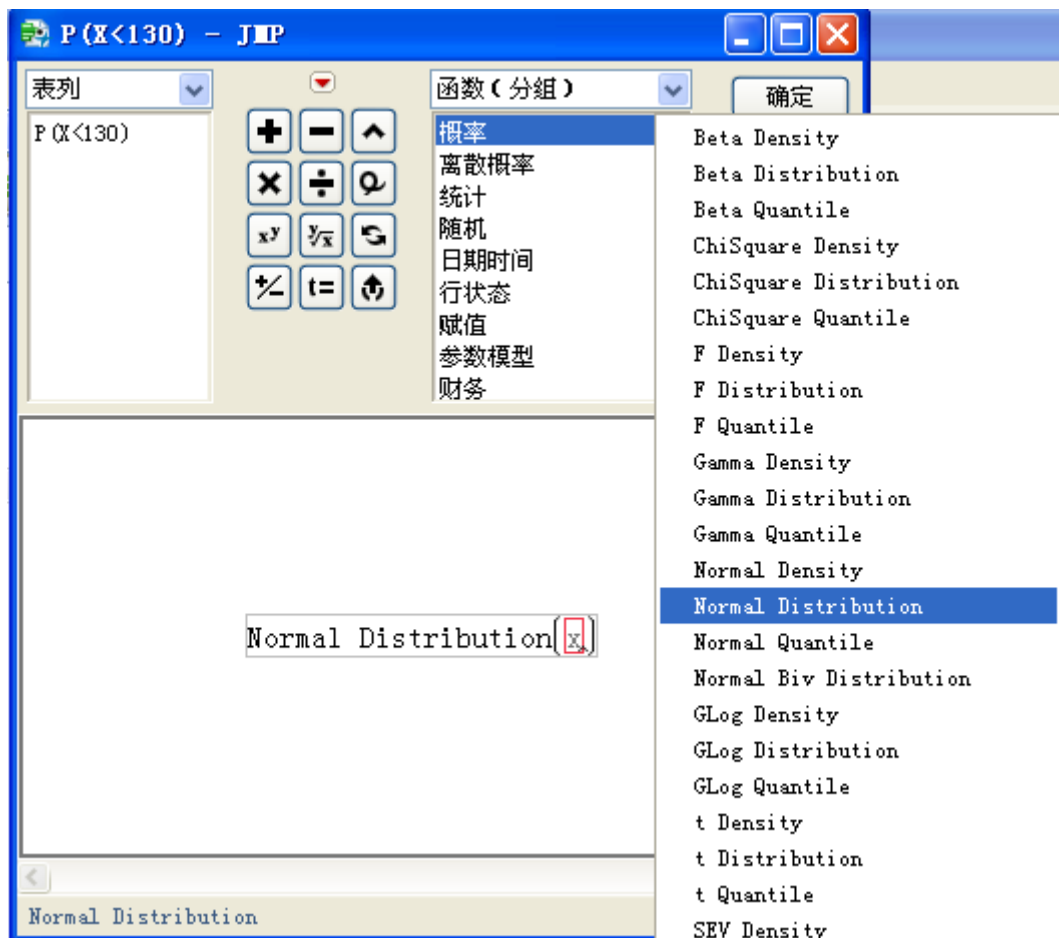 P(X<130) - JMP
表列
函数(分组)
确定
P(X<130)
概率
离散概率
统计
随机
日期时间
行状态
赋值
参数模型
财务
x^y
y√x
+/-
t=
Normal Distribution(x)
Normal Distribution
Beta Density
Beta Distribution
Beta Quantile
ChiSquare Density
ChiSquare Distribution
ChiSquare Quantile
F Density
F Distribution
F Quantile
Gamma Density
Gamma Distribution
Gamma Quantile
Normal Density
Normal Distribution
Normal Quantile
Normal Biv Distribution
GLog Density
GLog Distribution
GLog Quantile
t Density
t Distribution
t Quantile
SEV Density